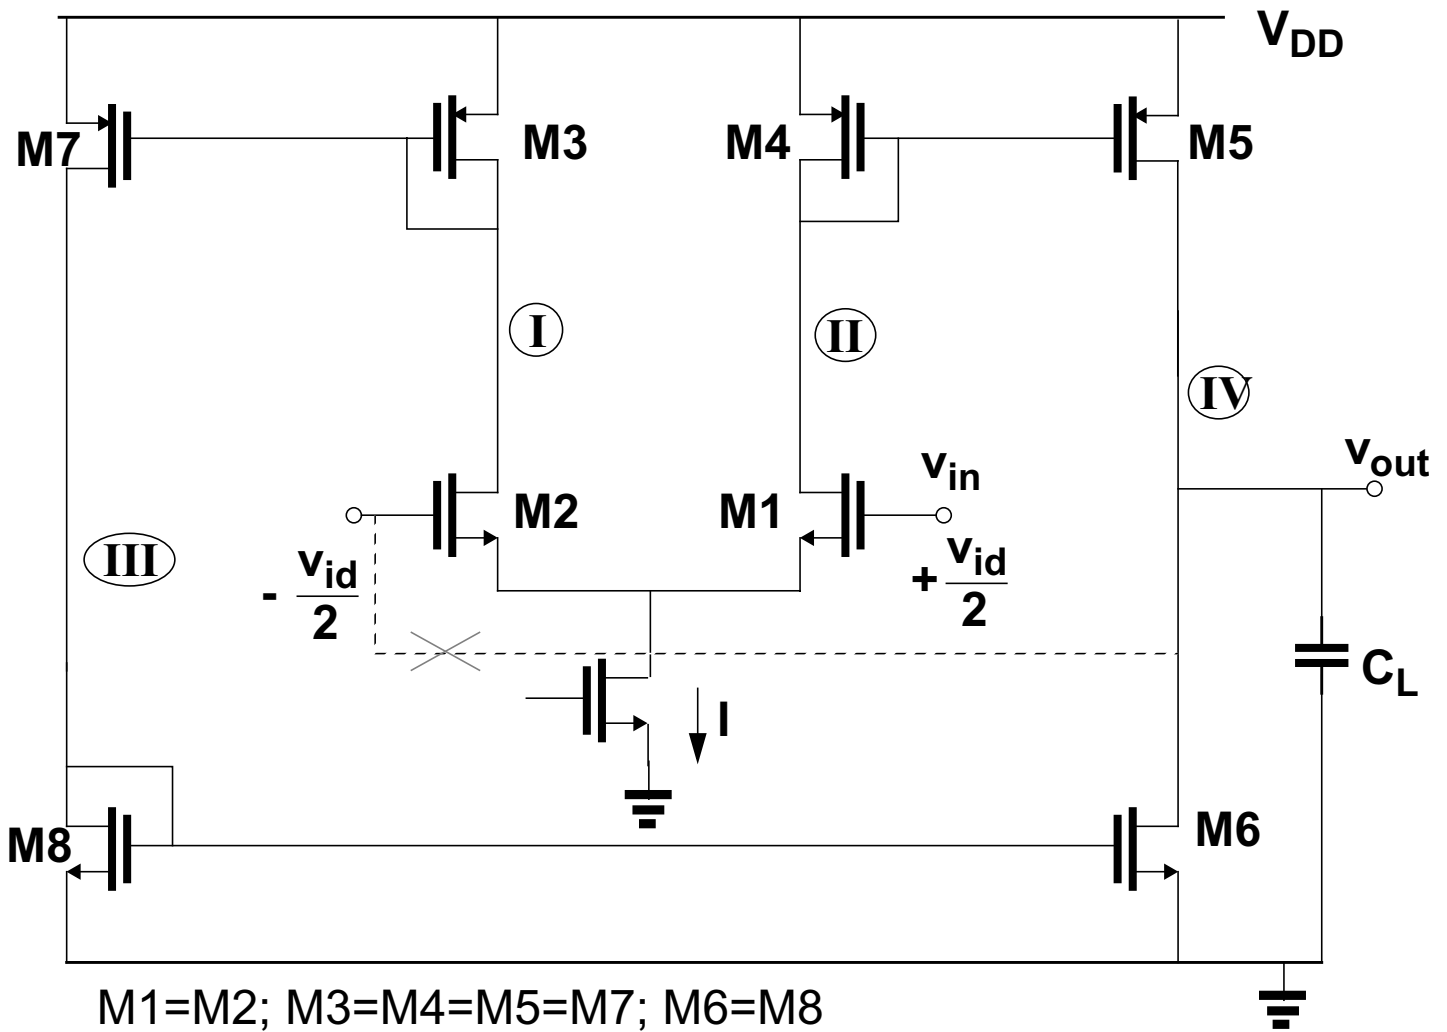 V_DD
M7
M3
M4
M5
I
II
IV
v_in
v_out
M2
M1
III
- v_id/2
+ v_id/2
C_L
I
M8
M6
M1=M2; M3=M4=M5=M7; M6=M8